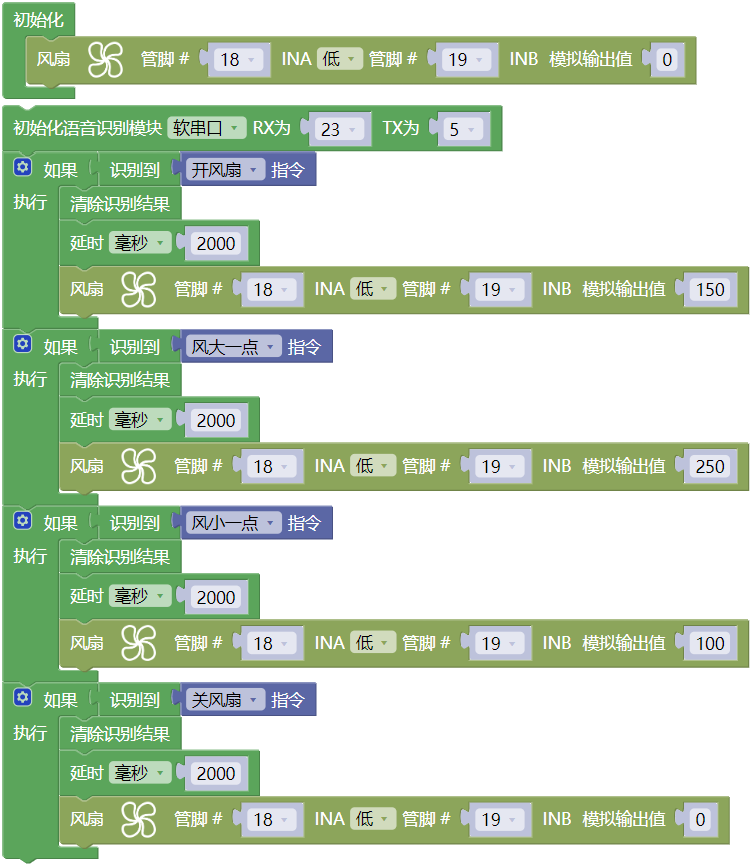 初始化
风扇 管脚 # 18 INA 低 管脚 # 19 INB 模拟输出值 0
初始化语音识别模块 软串口 RX为 23 TX为 5
如果 识别到 开风扇 指令
执行 清除识别结果
延时 毫秒 2000
风扇 管脚 # 18 INA 低 管脚 # 19 INB 模拟输出值 150
如果 识别到 风大一点 指令
执行 清除识别结果
延时 毫秒 2000
风扇 管脚 # 18 INA 低 管脚 # 19 INB 模拟输出值 250
如果 识别到 风小一点 指令
执行 清除识别结果
延时 毫秒 2000
风扇 管脚 # 18 INA 低 管脚 # 19 INB 模拟输出值 100
如果 识别到 关风扇 指令
执行 清除识别结果
延时 毫秒 2000
风扇 管脚 # 18 INA 低 管脚 # 19 INB 模拟输出值 0